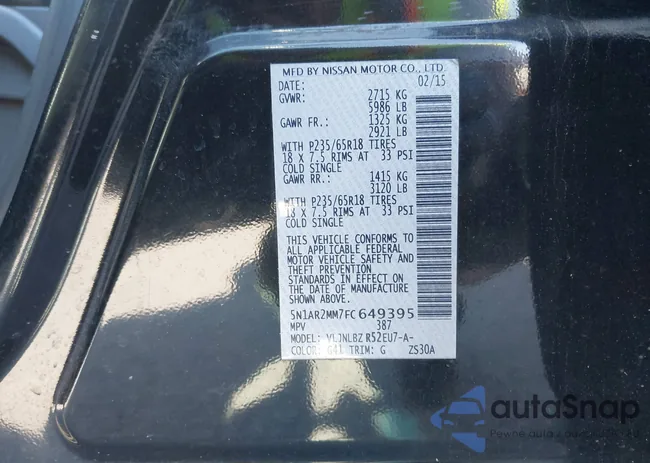 MFD BY NISSAN MOTOR CO., LTD.
DATE: 02/15
GVWR: 2715 KG
5986 LB
GAWR FR.: 1325 KG
2921 LB
WITH P235/65R18 TIRES
18 X 7.5 RIMS AT 33 PSI
COLD SINGLE
GAWR RR.: 1415 KG
3120 LB
WITH P235/65R18 TIRES
18 X 7.5 RIMS AT 33 PSI
COLD SINGLE
THIS VEHICLE CONFORMS TO
ALL APPLICABLE FEDERAL
MOTOR VEHICLE SAFETY AND
THEFT PREVENTION
STANDARDS IN EFFECT ON
THE DATE OF MANUFACTURE
SHOWN ABOVE.
5N1AR2MM7FC649395
MPV 387
MODEL: R52EU7-A-
COLOR: TRIM: G ZS30A
autoSnap
Pewne auta